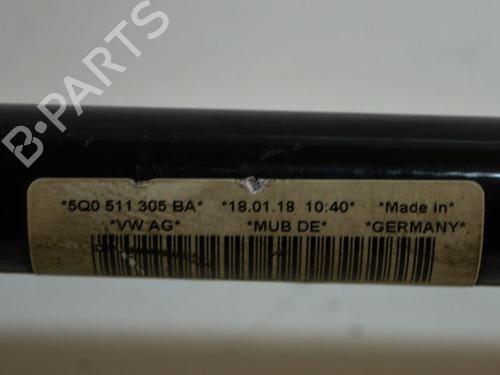 B-PARTS
*5Q0 511 305 BA* *18.01.18 10:40* *Made in*
*VW AG* *MUB DE* *GERMANY*